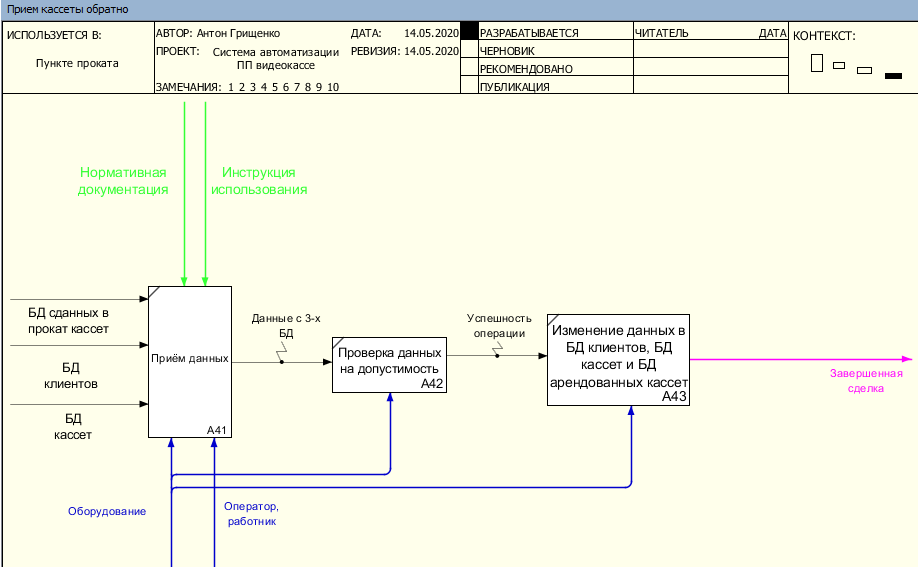 Прием кассеты обратно
ИСПОЛЬЗУЕТСЯ В:
Пункте проката
АВТОР: Антон Грищенко
ДАТА: 14.05.2020
ПРОЕКТ: Система автоматизации
ПП видеокассе
РЕВИЗИЯ: 14.05.2020
ЗАМЕЧАНИЯ: 1 2 3 4 5 6 7 8 9 10
РАЗРАБАТЫВАЕТСЯ
ЧЕРНОВИК
РЕКОМЕНДОВАНО
ПУБЛИКАЦИЯ
ЧИТАТЕЛЬ
ДАТА
КОНТЕКСТ:
Нормативная
документация
Инструкция
использования
БД сданных в
прокат кассет
БД
клиентов
БД
кассет
Приём данных
A41
Данные с 3-х
БД
Проверка данных
на допустимость
A42
Успешность
операции
Изменение данных в
БД клиентов, БД
кассет и БД
арендованных кассет
A43
Завершенная
сделка
Оборудование
Оператор,
работник